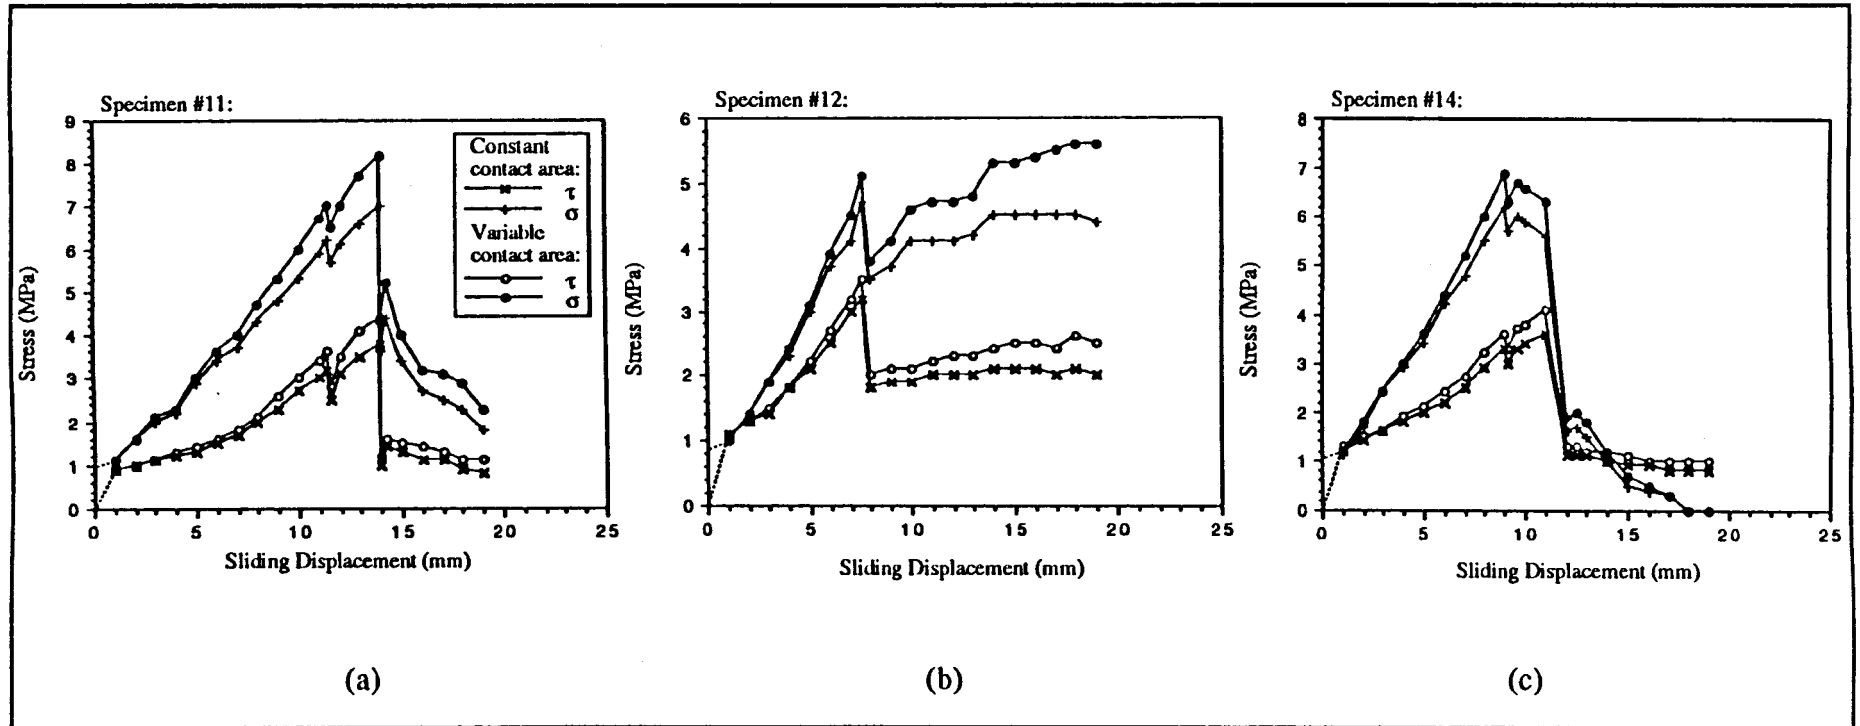 Specimen #11:
9
8
7
6
5
4
3
2
1
0
0 5 10 15 20 25
Stress (MPa)
Sliding Displacement (mm)
Constant
contact area:
τ
σ
Variable
contact area:
τ
σ
(a)
Specimen #12:
6
5
4
3
2
1
0
0 5 10 15 20 25
Stress (MPa)
Sliding Displacement (mm)
(b)
Specimen #14:
8
7
6
5
4
3
2
1
0
0 5 10 15 20 25
Stress (MPa)
Sliding Displacement (mm)
(c)